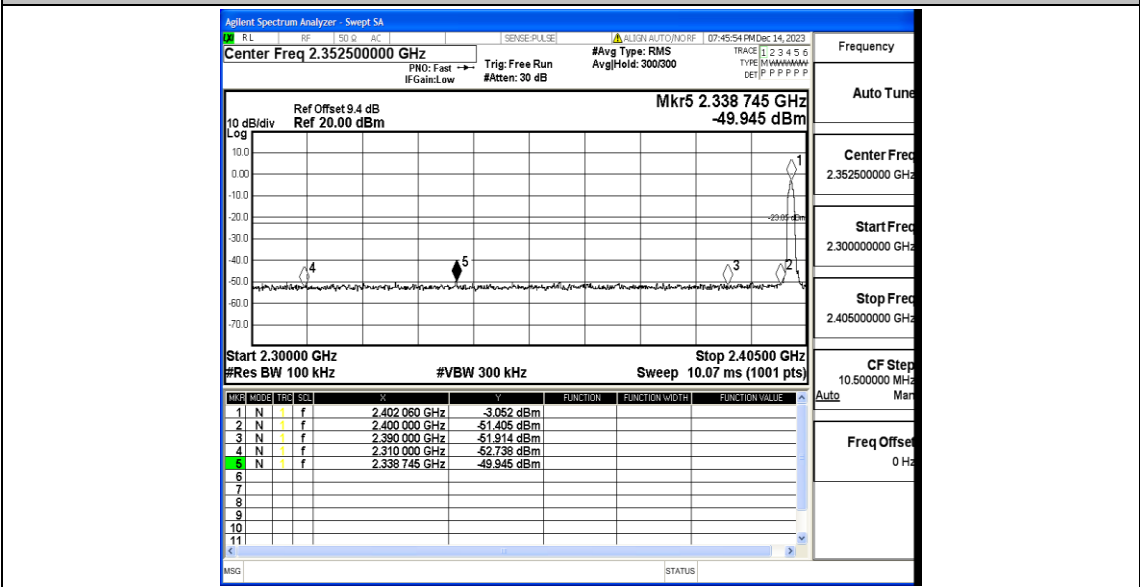 Agilent Spectrum Analyzer - Swept SA
RL RF 50 Ω AC SENSE:PULSE ALIGN AUTO/NO RF 07:45:54 PM Dec 14, 2023
Center Freq 2.352500000 GHz
PNO: Fast
IFGain:Low
Trig: Free Run
#Atten: 30 dB
#Avg Type: RMS
Avg|Hold: 300/300
TRACE 1 2 3 4 5 6
TYPE M
DET P P P P P P
Ref Offset 9.4 dB
Ref 20.00 dBm
10 dB/div
Log
Mkr5 2.338 745 GHz
-49.945 dBm
10.0
0.00
-10.0
-20.0
-30.0
-40.0
-50.0
-60.0
-70.0
1
-23.05 dBm
4
5
3
2
Start 2.30000 GHz
Stop 2.40500 GHz
#Res BW 100 kHz
#VBW 300 kHz
Sweep 10.07 ms (1001 pts)
MKR MODE TRC SCL X Y FUNCTION FUNCTION WIDTH FUNCTION VALUE
1 N 1 f 2.402 060 GHz -3.052 dBm
2 N 1 f 2.400 000 GHz -51.405 dBm
3 N 1 f 2.390 000 GHz -51.914 dBm
4 N 1 f 2.310 000 GHz -52.738 dBm
5 N 1 f 2.338 745 GHz -49.945 dBm
6
7
8
9
10
11
MSG
STATUS
Frequency
Auto Tune
Center Freq
2.352500000 GHz
Start Freq
2.300000000 GHz
Stop Freq
2.405000000 GHz
CF Step
10.500000 MHz
Auto Man
Freq Offset
0 Hz